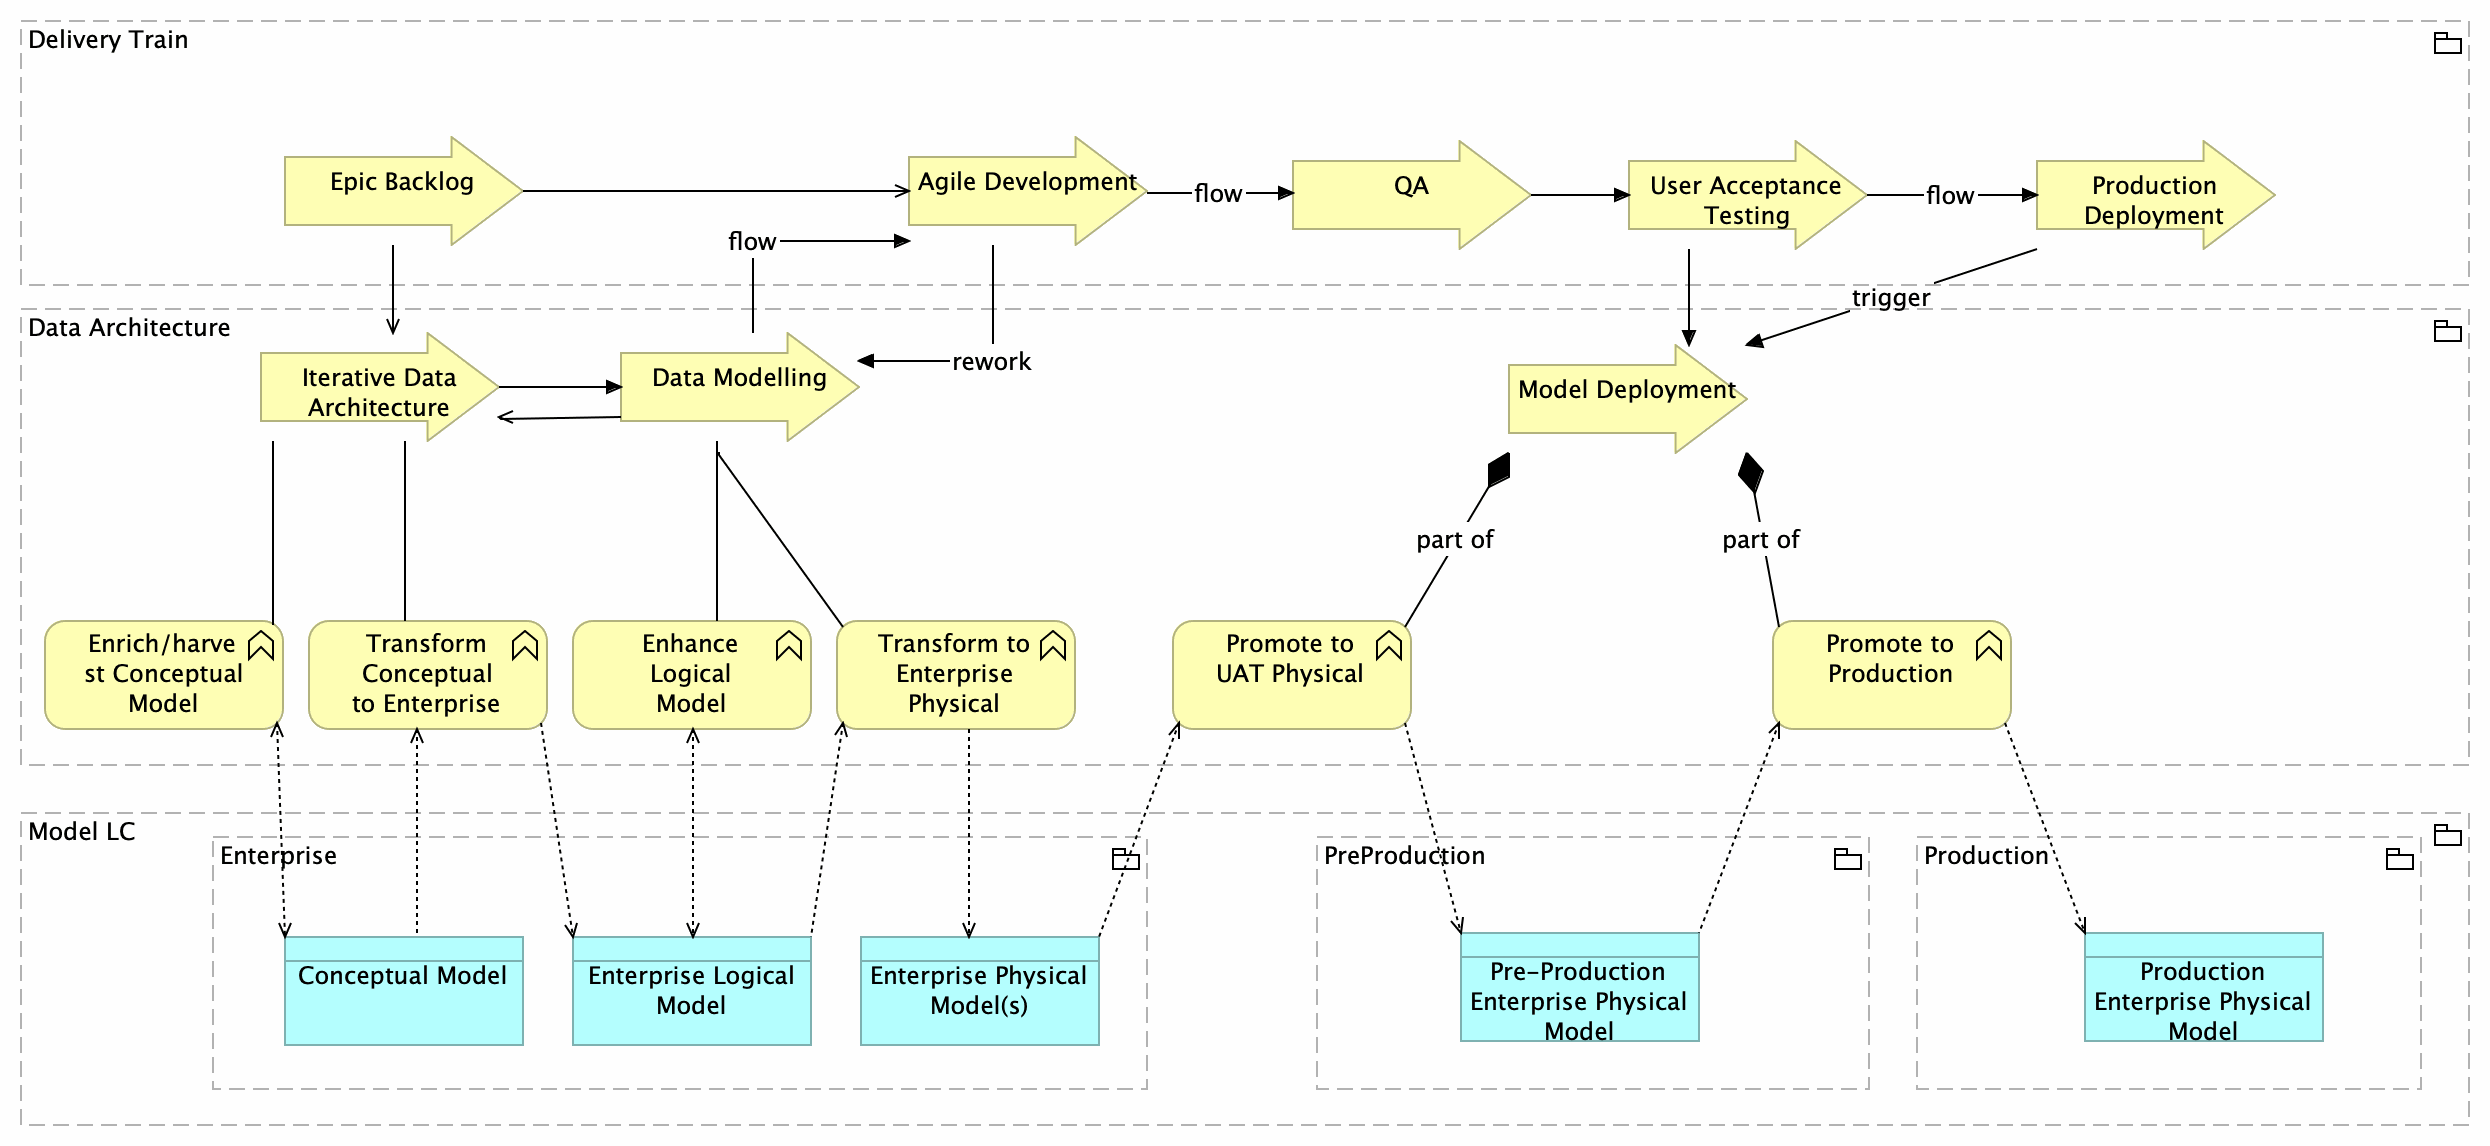 Delivery Train
Epic Backlog
Agile Development
flow
QA
User Acceptance
Testing
flow
Production
Deployment
flow
trigger
Data Architecture
Iterative Data
Architecture
Data Modelling
rework
Model Deployment
part of
part of
Enrich/harve
st Conceptual
Model
Transform
Conceptual
to Enterprise
Enhance
Logical
Model
Transform to
Enterprise
Physical
Promote to
UAT Physical
Promote to
Production
Model LC
Enterprise
PreProduction
Production
Conceptual Model
Enterprise Logical
Model
Enterprise Physical
Model(s)
Pre-Production
Enterprise Physical
Model
Production
Enterprise Physical
Model